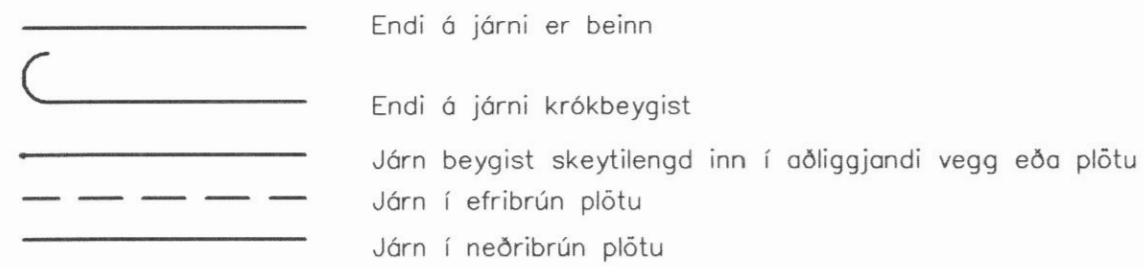 Endi á járni er beinn
Endi á járni krókbeygist
Járn beygist skeytilengd inn í aðliggjandi vegg eða plötu
Járn í efribrún plötu
Járn í neðribrún plötu